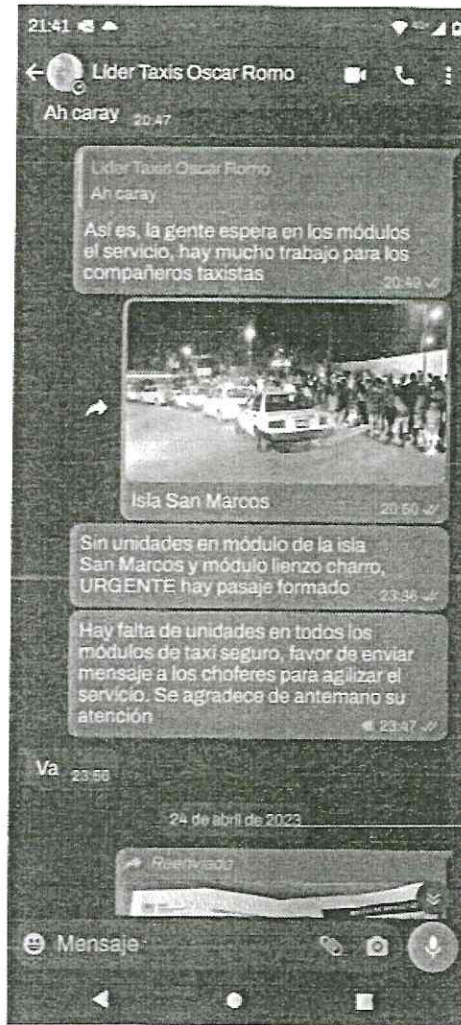 21:41
Lider Taxis Oscar Romo
Ah caray 20:47
Lider Taxis Oscar Romo
Ah caray
Así es, la gente espera en los módulos
el servicio, hay mucho trabajo para los
compañeros taxistas
20:49
Isla San Marcos 20:50
Sin unidades en módulo de la isla
San Marcos y módulo lienzo charro,
URGENTE hay pasaje formado
23:36
Hay falta de unidades en todos los
módulos de taxi seguro, favor de enviar
mensaje a los choferes para agilizar el
servicio. Se agradece de antemano su
atención 23:47
Va 23:56
24 de abril de 2023
Reenviado
Mensaje